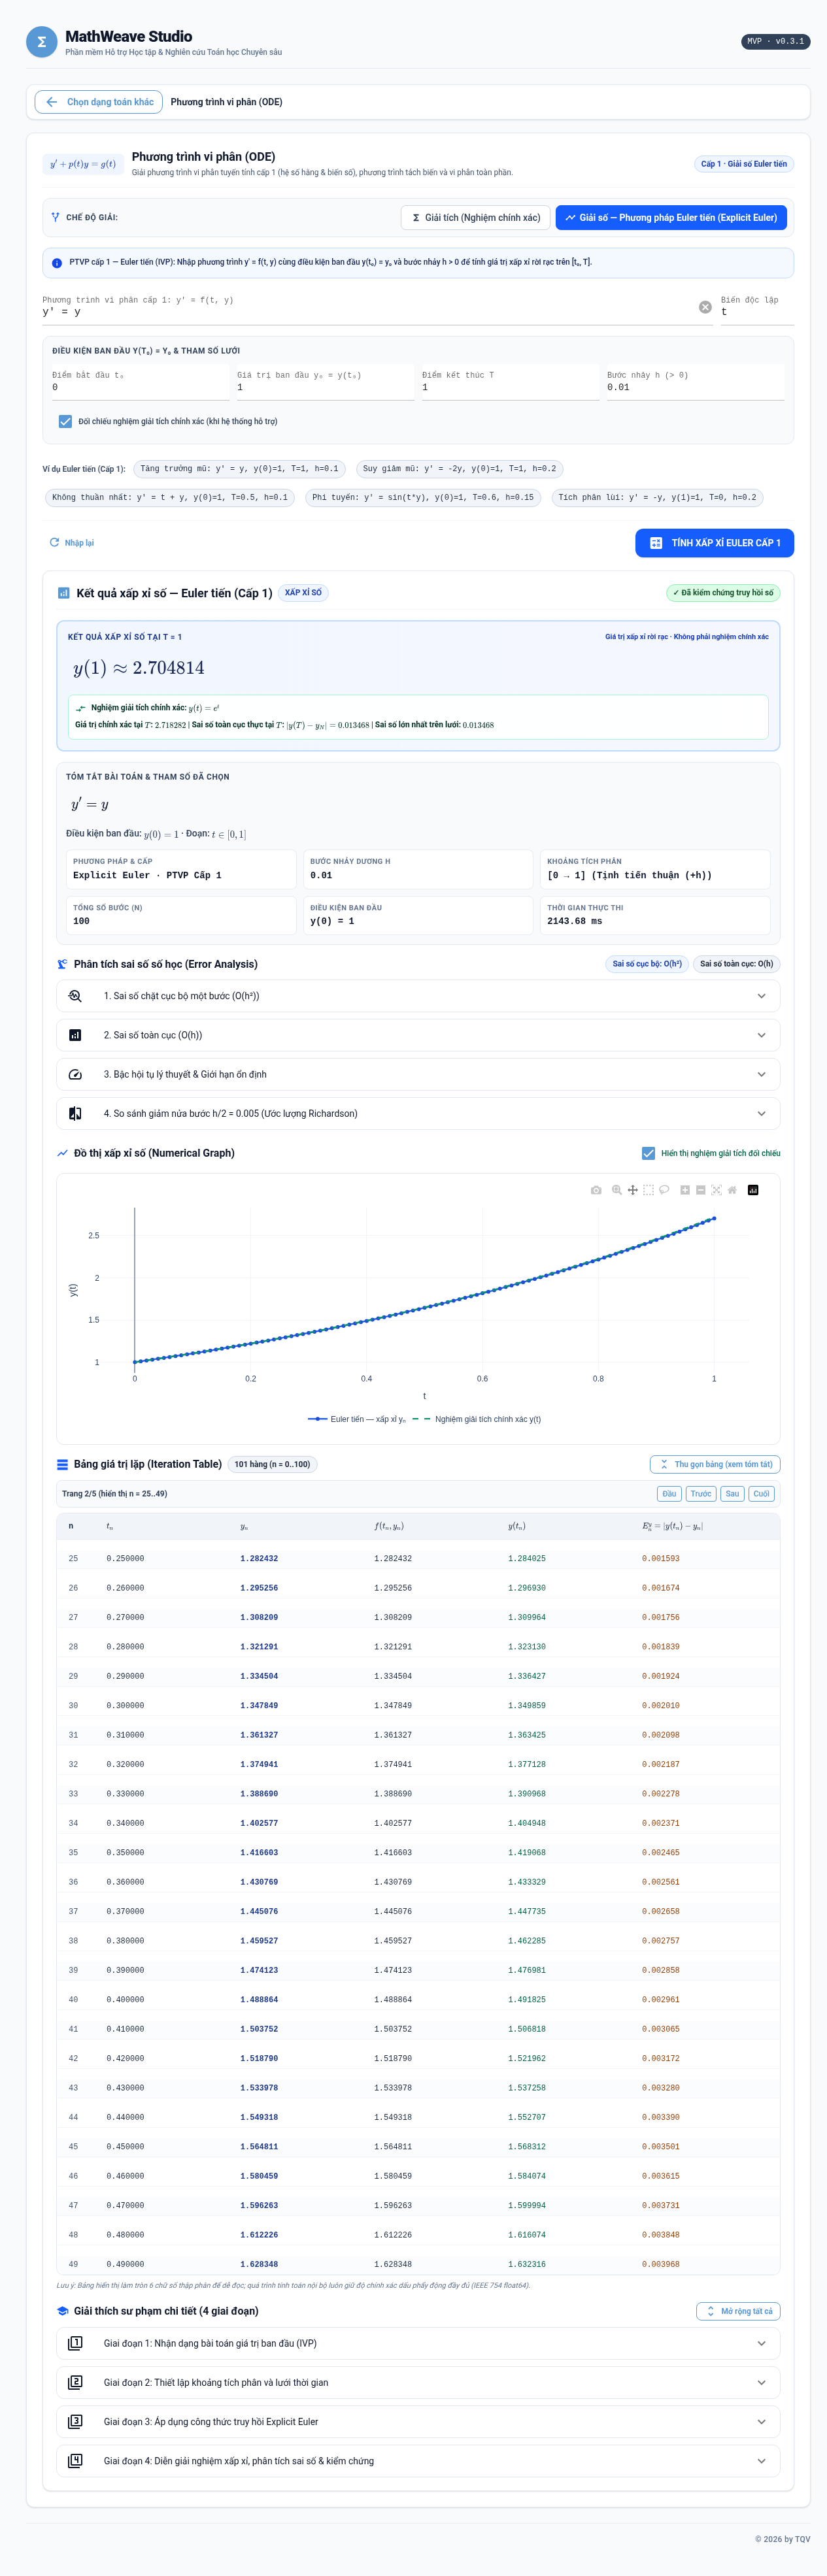 Σ
MathWeave Studio
Phần mềm Hỗ trợ Học tập & Nghiên cứu Toán học Chuyên sâu
MVP · v0.3.1
Chọn dạng toán khác
Phương trình vi phân (ODE)
y′ + p(t)y = g(t)
Phương trình vi phân (ODE)
Giải phương trình vi phân tuyến tính cấp 1 (hệ số hằng & biến số), phương trình tách biến và vi phân toàn phần.
Cấp 1 · Giải số Euler tiến
CHẾ ĐỘ GIẢI:
Σ Giải tích (Nghiệm chính xác)
Giải số — Phương pháp Euler tiến (Explicit Euler)
PTVP cấp 1 — Euler tiến (IVP): Nhập phương trình y' = f(t, y) cùng điều kiện ban đầu y(t₀) = y₀ và bước nhảy h > 0 để tính giá trị xấp xỉ rời rạc trên [t₀, T].
Phương trình vi phân cấp 1: y' = f(t, y)
y' = y
Biến độc lập
t
ĐIỀU KIỆN BAN ĐẦU Y(T₀) = Y₀ & THAM SỐ LƯỚI
Điểm bắt đầu t₀
0
Giá trị ban đầu y₀ = y(t₀)
1
Điểm kết thúc T
1
Bước nhảy h (> 0)
0.01
Đối chiếu nghiệm giải tích chính xác (khi hệ thống hỗ trợ)
Ví dụ Euler tiến (Cấp 1):
Tăng trưởng mũ: y' = y, y(0)=1, T=1, h=0.1
Suy giảm mũ: y' = -2y, y(0)=1, T=1, h=0.2
Không thuần nhất: y' = t + y, y(0)=1, T=0.5, h=0.1
Phi tuyến: y' = sin(t*y), y(0)=1, T=0.6, h=0.15
Tích phân lùi: y' = -y, y(1)=1, T=0, h=0.2
Nhập lại
TÍNH XẤP XỈ EULER CẤP 1
Kết quả xấp xỉ số — Euler tiến (Cấp 1)
XẤP XỈ SỐ
✓ Đã kiểm chứng truy hồi số
KẾT QUẢ XẤP XỈ SỐ TẠI T = 1
Giá trị xấp xỉ rời rạc · Không phải nghiệm chính xác
y(1) ≈ 2.704814
Nghiệm giải tích chính xác: y(t) = eᵗ
Giá trị chính xác tại T: 2.718282 | Sai số toàn cục thực tại T: |y(T) − y_N| = 0.013468 | Sai số lớn nhất trên lưới: 0.013468
TÓM TẮT BÀI TOÁN & THAM SỐ ĐÃ CHỌN
y′ = y
Điều kiện ban đầu: y(0) = 1 · Đoạn: t ∈ [0, 1]
PHƯƠNG PHÁP & CẤP
Explicit Euler · PTVP Cấp 1
BƯỚC NHẢY DƯƠNG H
0.01
KHOẢNG TÍCH PHÂN
[0 → 1] (Tịnh tiến thuận (+h))
TỔNG SỐ BƯỚC (N)
100
ĐIỀU KIỆN BAN ĐẦU
y(0) = 1
THỜI GIAN THỰC THI
2143.68 ms
Phân tích sai số số học (Error Analysis)
Sai số cục bộ: O(h²)
Sai số toàn cục: O(h)
1. Sai số chặt cục bộ một bước (O(h²))
2. Sai số toàn cục (O(h))
3. Bậc hội tụ lý thuyết & Giới hạn ổn định
4. So sánh giảm nửa bước h/2 = 0.005 (Ước lượng Richardson)
Đồ thị xấp xỉ số (Numerical Graph)
Hiển thị nghiệm giải tích đối chiếu
2.5
2
1.5
1
y(t)
0 0.2 0.4 0.6 0.8 1
t
Euler tiến — xấp xỉ yₙ
Nghiệm giải tích chính xác y(t)
Bảng giá trị lặp (Iteration Table)
101 hàng (n = 0..100)
Thu gọn bảng (xem tóm tắt)
Trang 2/5 (hiển thị n = 25..49)
Đầu Trước Sau Cuối
n tₙ yₙ f(tₙ, yₙ) y(tₙ) Eₙᵍ = |y(tₙ) − yₙ|
25 0.250000 1.282432 1.282432 1.284025 0.001593
26 0.260000 1.295256 1.295256 1.296930 0.001674
27 0.270000 1.308209 1.308209 1.309964 0.001756
28 0.280000 1.321291 1.321291 1.323130 0.001839
29 0.290000 1.334504 1.334504 1.336427 0.001924
30 0.300000 1.347849 1.347849 1.349859 0.002010
31 0.310000 1.361327 1.361327 1.363425 0.002098
32 0.320000 1.374941 1.374941 1.377128 0.002187
33 0.330000 1.388690 1.388690 1.390968 0.002278
34 0.340000 1.402577 1.402577 1.404948 0.002371
35 0.350000 1.416603 1.416603 1.419068 0.002465
36 0.360000 1.430769 1.430769 1.433329 0.002561
37 0.370000 1.445076 1.445076 1.447735 0.002658
38 0.380000 1.459527 1.459527 1.462285 0.002757
39 0.390000 1.474123 1.474123 1.476981 0.002858
40 0.400000 1.488864 1.488864 1.491825 0.002961
41 0.410000 1.503752 1.503752 1.506818 0.003065
42 0.420000 1.518790 1.518790 1.521962 0.003172
43 0.430000 1.533978 1.533978 1.537258 0.003280
44 0.440000 1.549318 1.549318 1.552707 0.003390
45 0.450000 1.564811 1.564811 1.568312 0.003501
46 0.460000 1.580459 1.580459 1.584074 0.003615
47 0.470000 1.596263 1.596263 1.599994 0.003731
48 0.480000 1.612226 1.612226 1.616074 0.003848
49 0.490000 1.628348 1.628348 1.632316 0.003968
Lưu ý: Bảng hiển thị làm tròn 6 chữ số thập phân để dễ đọc; quá trình tính toán nội bộ luôn giữ độ chính xác dấu phẩy động đầy đủ (IEEE 754 float64).
Giải thích sư phạm chi tiết (4 giai đoạn)
Mở rộng tất cả
1 Giai đoạn 1: Nhận dạng bài toán giá trị ban đầu (IVP)
2 Giai đoạn 2: Thiết lập khoảng tích phân và lưới thời gian
3 Giai đoạn 3: Áp dụng công thức truy hồi Explicit Euler
4 Giai đoạn 4: Diễn giải nghiệm xấp xỉ, phân tích sai số & kiểm chứng
© 2026 by TQV